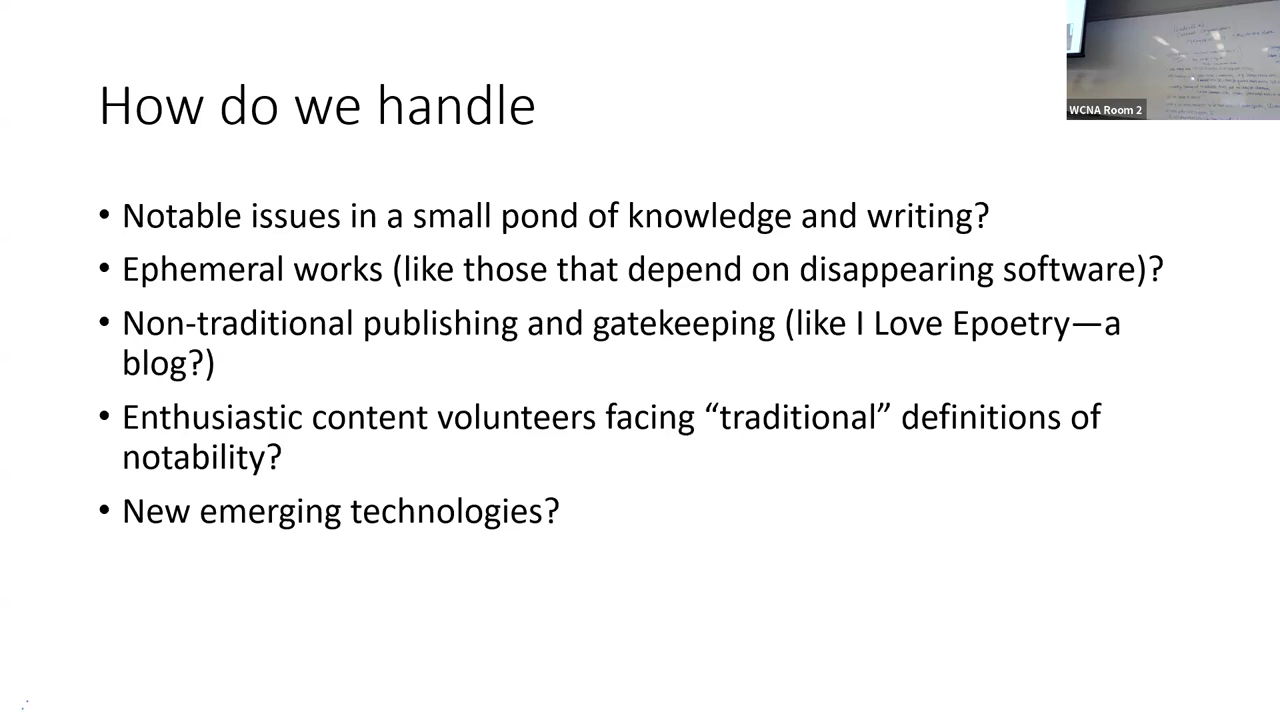 How do we handle
WCNA Room 2
• Notable issues in a small pond of knowledge and writing?
• Ephemeral works (like those that depend on disappearing software)?
• Non-traditional publishing and gatekeeping (like I Love Epoetry—a
blog?)
• Enthusiastic content volunteers facing “traditional” definitions of
notability?
• New emerging technologies?